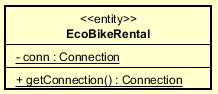 <<entity>>
EcoBikeRental
- conn : Connection
+ getConnection() : Connection